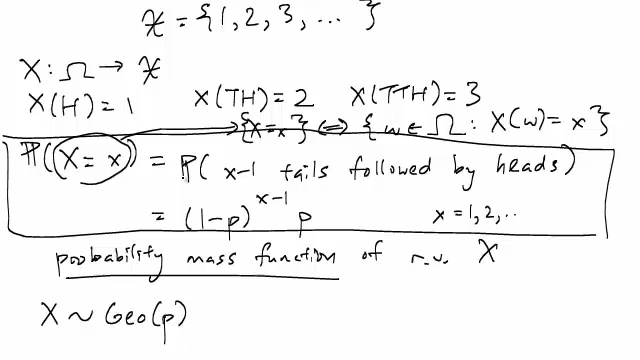 𝒳 = {1, 2, 3, ... }
X : Ω → 𝒳
X(H) = 1 X(TH) = 2 X(TTH) = 3
{X = x} ⟺ {ω ∈ Ω : X(ω) = x}
ℙ(X = x) = ℙ( x-1 tails followed by heads)
= (1-p)^{x-1} p x = 1, 2, ..
probability mass function of r.v. X
X ~ Geo(p)